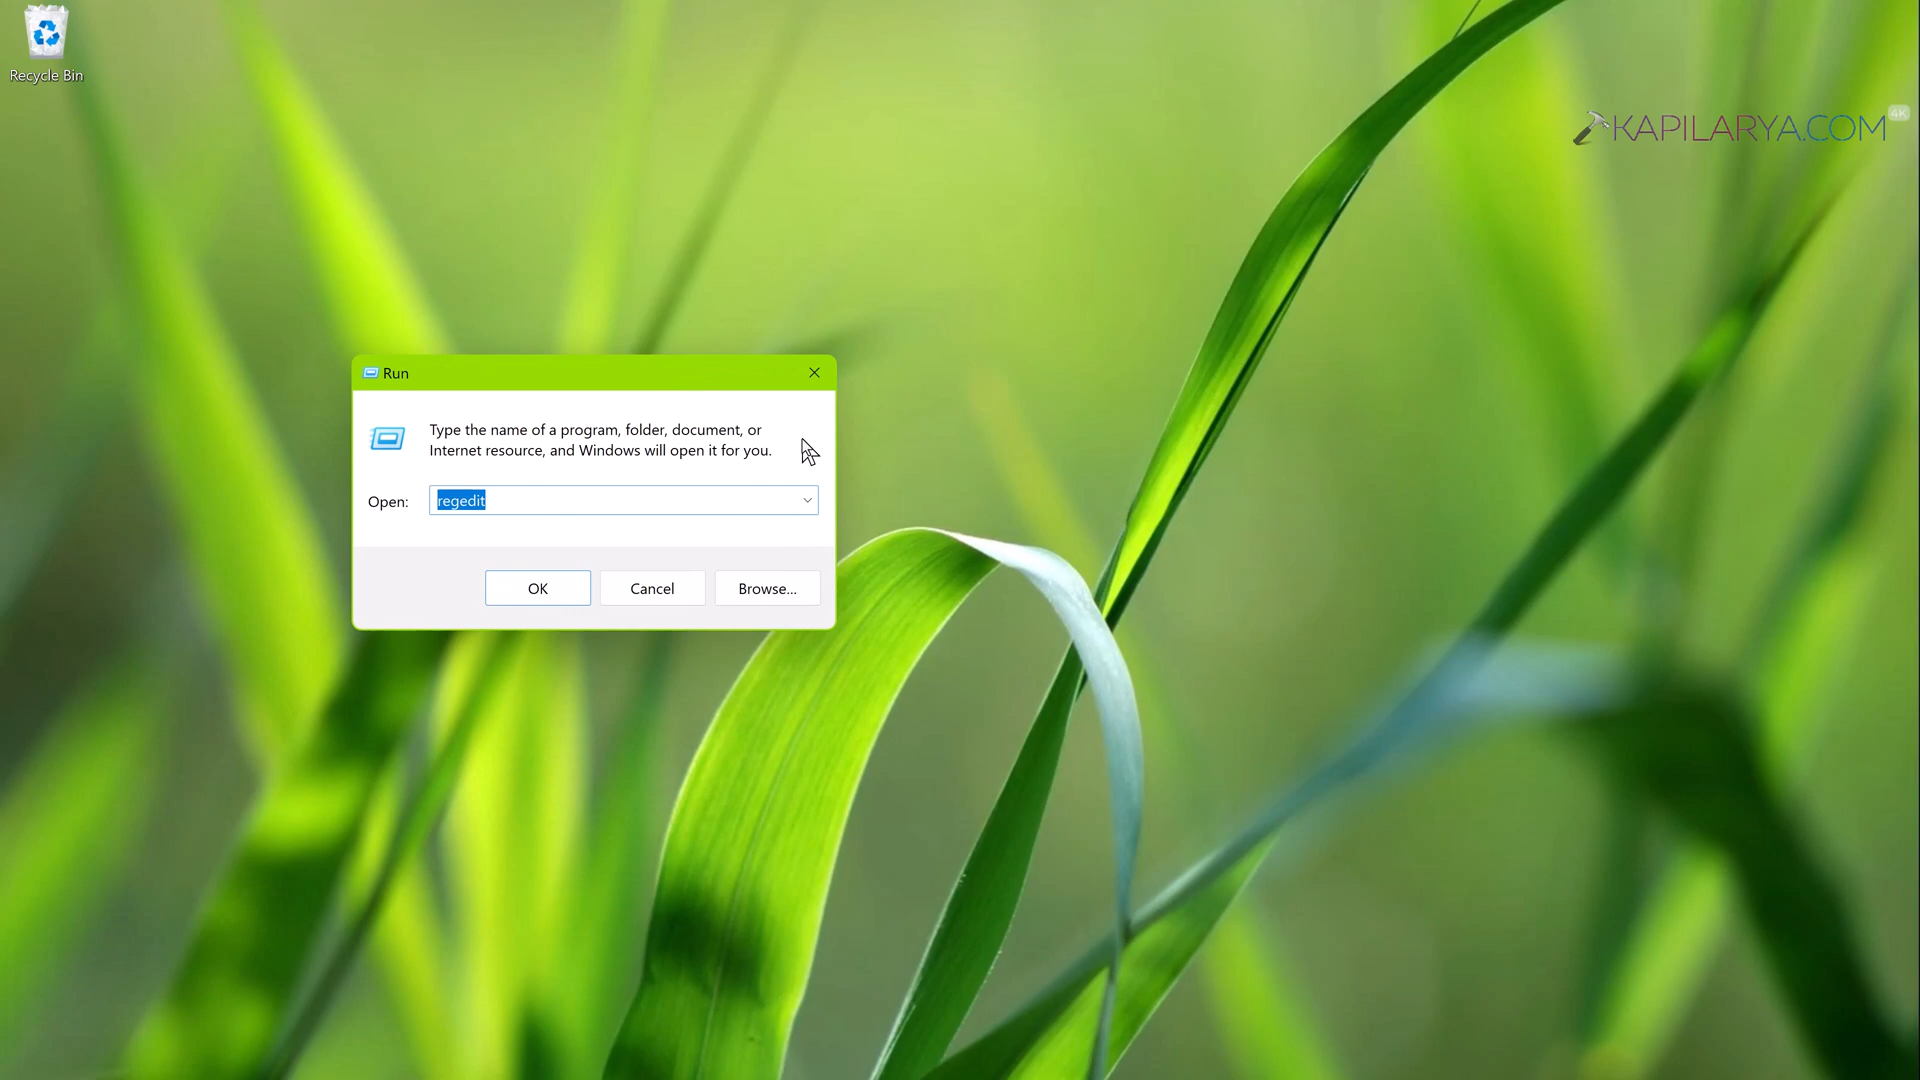 Recycle Bin
KAPILARYA.COM
4K
Run
Type the name of a program, folder, document, or
Internet resource, and Windows will open it for you.
Open: regedit
OK Cancel Browse...